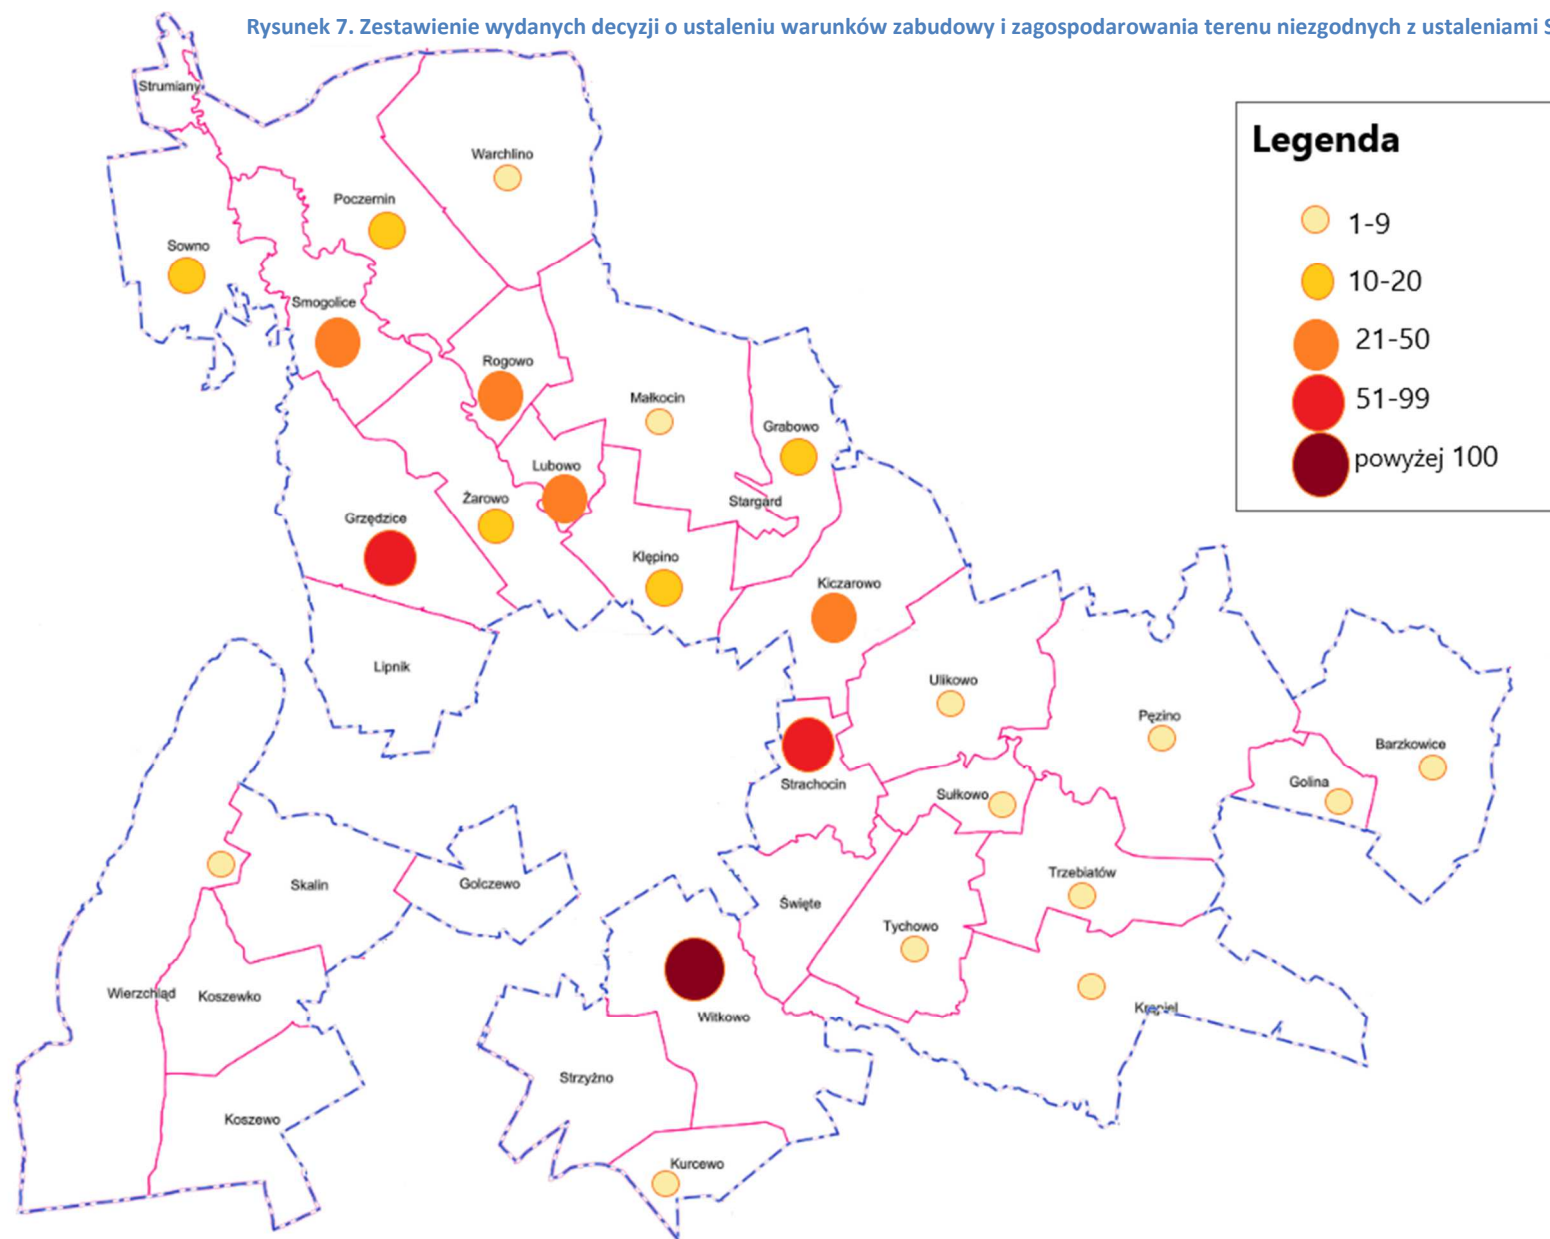 Rysunek 7. Zestawienie wydanych decyzji o ustaleniu warunków zabudowy i zagospodarowania terenu niezgodnych z ustaleniami S
Strumiany
Legenda
1-9
10-20
21-50
51-99
powyżej 100
Warchlino
Poczernin
Sowno
Smogolice
Rogowo
Małkocin
Grabowo
Lubowo
Żarowo
Stargard
Grzędzice
Klępino
Kiczarowo
Lipnik
Ulikowo
Pęzino
Barzkowice
Golina
Strachocin
Sułkowo
Trzebiatów
Skalin
Golczewo
Święte
Tychowo
Wierzchląd
Koszewko
Krąpiel
Witkowo
Strzyżno
Koszewo
Kurcewo